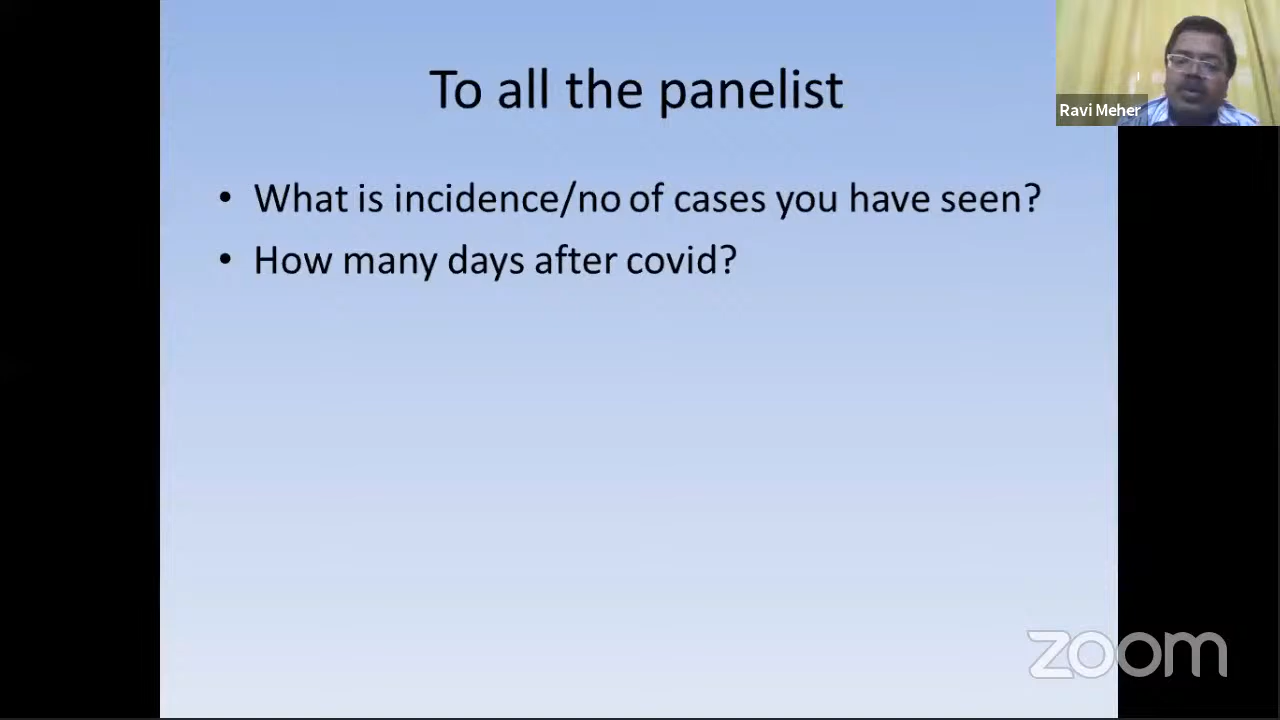 To all the panelist
• What is incidence/no of cases you have seen?
• How many days after covid?
Ravi Meher
zoom